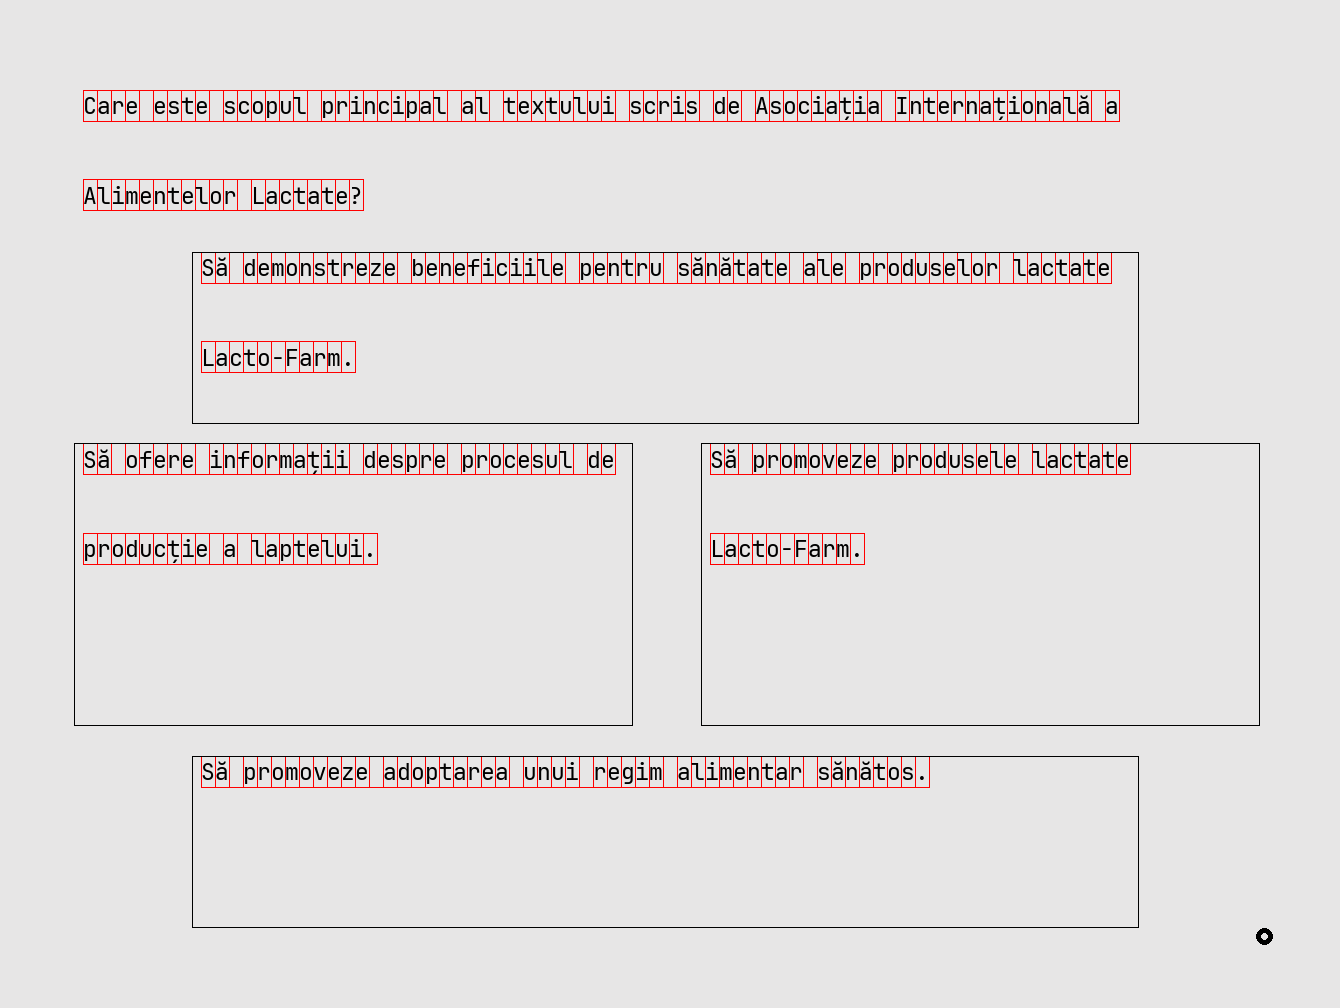 Care este scopul principal al textului scris de Asociația Internațională a
Alimentelor Lactate?
Să demonstreze beneficiile pentru sănătate ale produselor lactate
Lacto-Farm.
Să ofere informații despre procesul de
producție a laptelui.
Să promoveze produsele lactate
Lacto-Farm.
Să promoveze adoptarea unui regim alimentar sănătos.